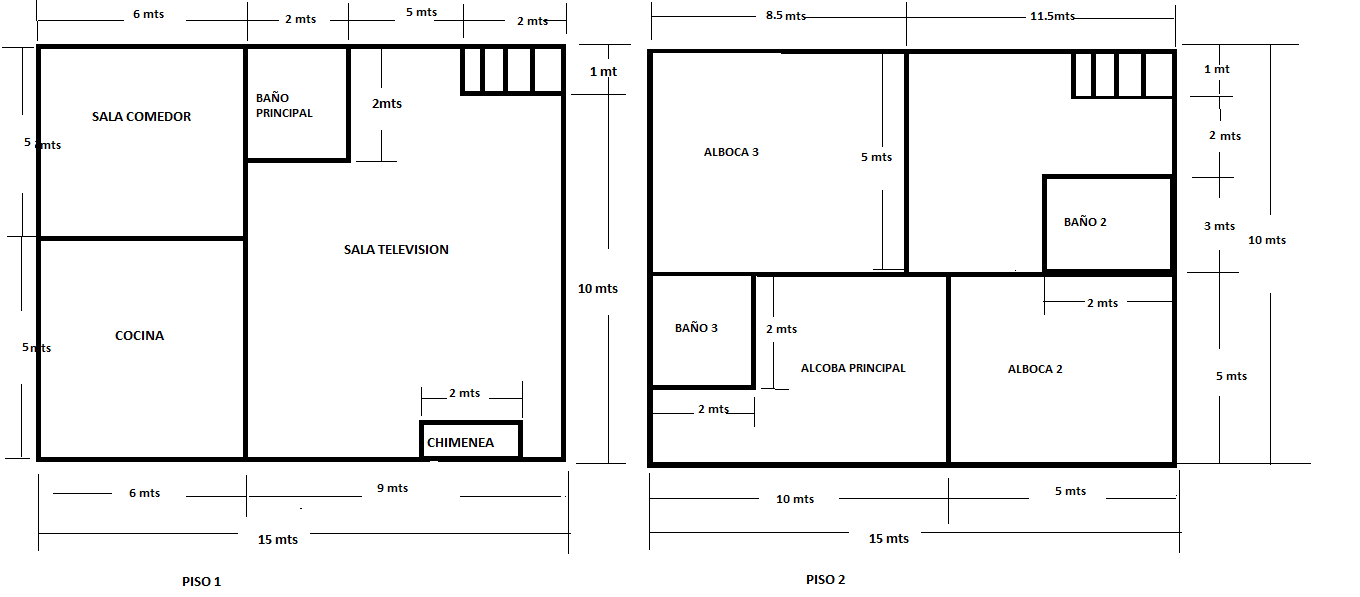 6 mts
2 mts
5 mts
2 mts
1 mt
SALA COMEDOR
BAÑO
PRINCIPAL
2mts
5 mts
SALA TELEVISION
10 mts
COCINA
5mts
2 mts
CHIMENEA
6 mts
9 mts
15 mts
PISO 1
8.5 mts
11.5mts
1 mt
2 mts
ALBOCA 3
5 mts
BAÑO 2
3 mts
10 mts
2 mts
BAÑO 3
2 mts
ALCOBA PRINCIPAL
ALBOCA 2
5 mts
2 mts
10 mts
5 mts
15 mts
PISO 2